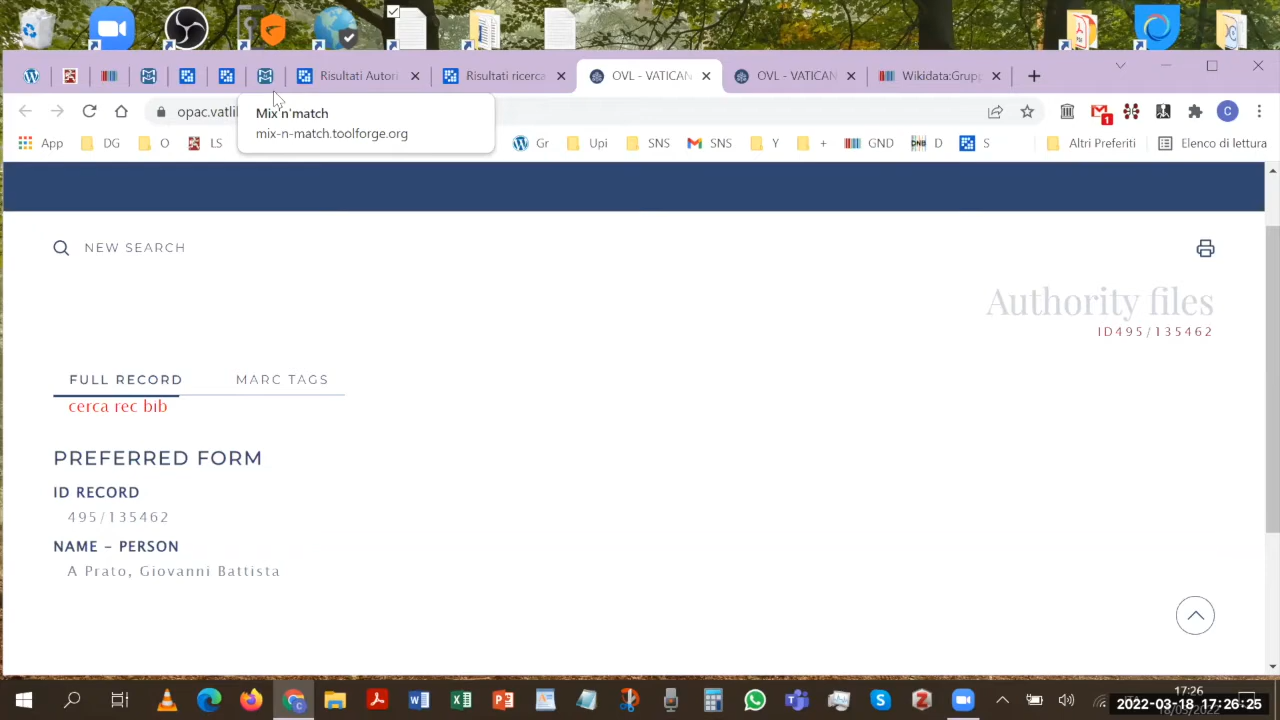 Risultati Autori
Risultati ricerca
OVL - VATICAN
OVL - VATICAN
Wikidata:Grupp
opac.vatli
Mix'n'match
mix-n-match.toolforge.org
1
C
App
DG
O
LS
Gr
Upi
SNS
SNS
Y
+
GND
D
S
Altri Preferiti
Elenco di lettura
NEW SEARCH
Authority files
ID495/135462
FULL RECORD
MARC TAGS
cerca rec bib
PREFERRED FORM
ID RECORD
495/135462
NAME – PERSON
A Prato, Giovanni Battista
17:26
2022-03-18 17:26:25